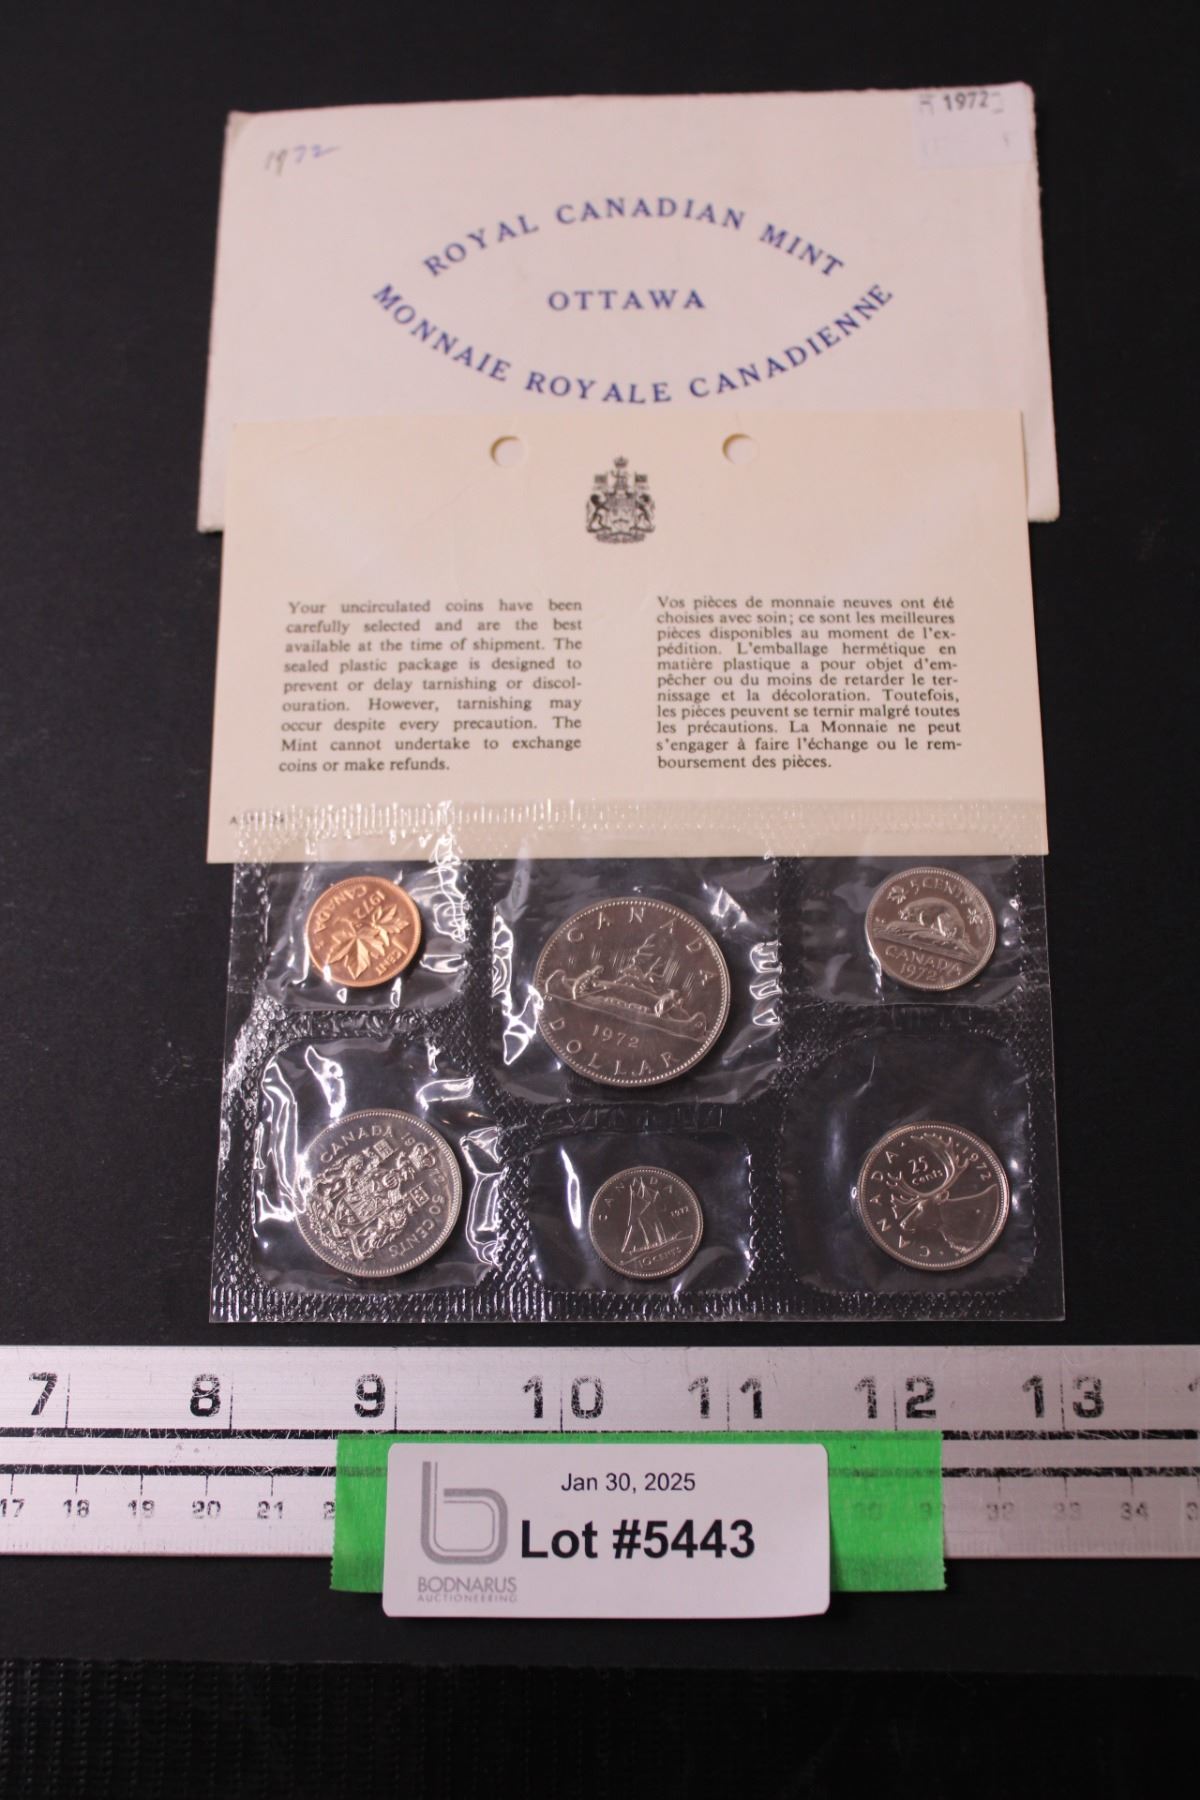 1972
1972
ROYAL CANADIAN MINT
OTTAWA
MONNAIE ROYALE CANADIENNE
Your uncirculated coins have been
carefully selected and are the best
available at the time of shipment. The
sealed plastic package is designed to
prevent or delay tarnishing or discol-
ouration. However, tarnishing may
occur despite every precaution. The
Mint cannot undertake to exchange
coins or make refunds.
Vos pièces de monnaie neuves ont été
choisies avec soin; ce sont les meilleures
pièces disponibles au moment de l'ex-
pédition. L'emballage hermétique en
matière plastique a pour objet d'em-
pêcher ou du moins de retarder le ter-
nissage et la décoloration. Toutefois,
les pièces peuvent se ternir malgré toutes
les précautions. La Monnaie ne peut
s'engager à faire l'échange ou le rem-
boursement des pièces.
1972
CANADA
1 CENT
CANADA
1972
DOLLAR
5 CENTS
CANADA
1972
CANADA 1972
50 CENTS
CANADA
1972
10 CENTS
CANADA 1972
25
cents
7 8 9 10 11 12 13
17 18 19 20 21 30 31 32 33 34
Jan 30, 2025
Lot #5443
b
BODNARUS
AUCTIONEERING